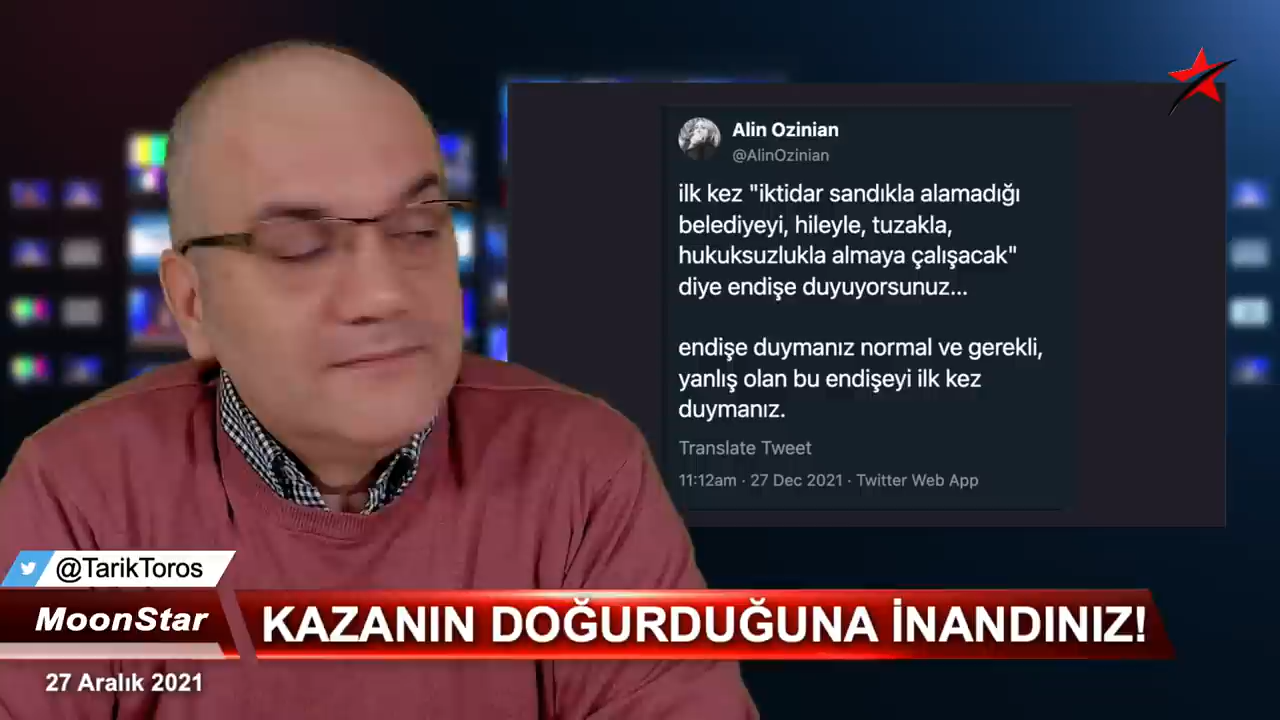 Alin Ozinian
@AlinOzinian
ilk kez "iktidar sandıkla alamadığı
belediyeyi, hileyle, tuzakla,
hukuksuzlukla almaya çalışacak"
diye endişe duyuyorsunuz...
endişe duymanız normal ve gerekli,
yanlış olan bu endişeyi ilk kez
duymanız.
Translate Tweet
11:12am · 27 Dec 2021 · Twitter Web App
@TarikToros
MoonStar
KAZANIN DOĞURDUĞUNA İNANDINIZ!
27 Aralık 2021